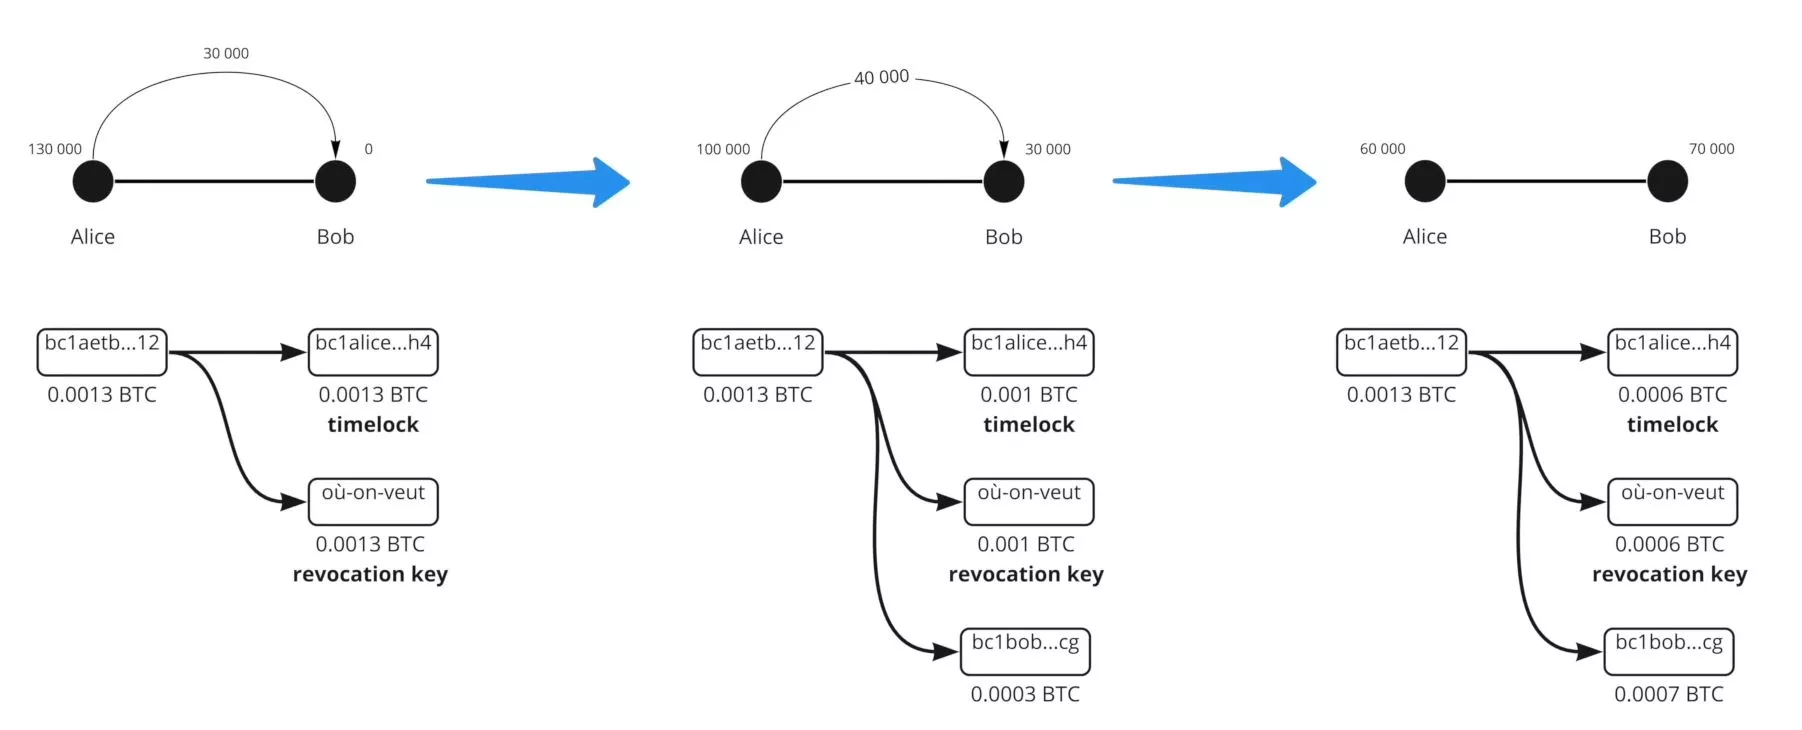 30 000
130 000
0
Alice
Bob
40 000
100 000
30 000
Alice
Bob
60 000
70 000
Alice
Bob
bc1aetb...12
0.0013 BTC
bc1alice...h4
0.0013 BTC
timelock
où-on-veut
0.0013 BTC
revocation key
bc1aetb...12
0.0013 BTC
bc1alice...h4
0.001 BTC
timelock
où-on-veut
0.001 BTC
revocation key
bc1bob...cg
0.0003 BTC
bc1aetb...12
0.0013 BTC
bc1alice...h4
0.0006 BTC
timelock
où-on-veut
0.0006 BTC
revocation key
bc1bob...cg
0.0007 BTC